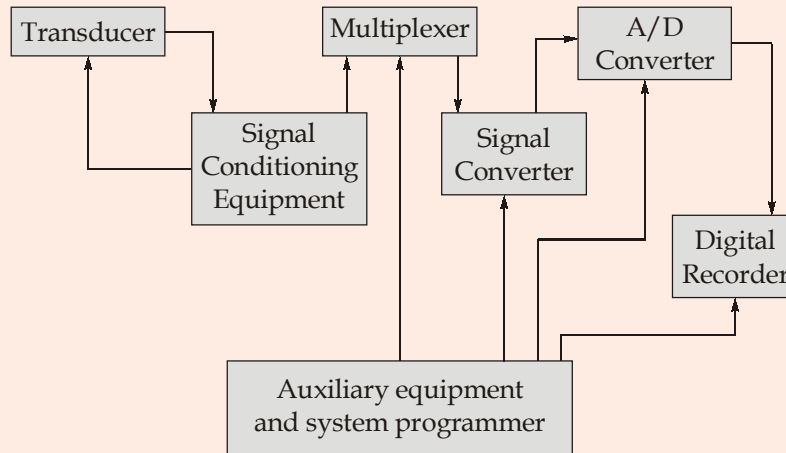 Transducer
Multiplexer
A/D
Converter
Signal
Conditioning
Equipment
Signal
Converter
Digital
Recorder
Auxiliary equipment
and system programmer